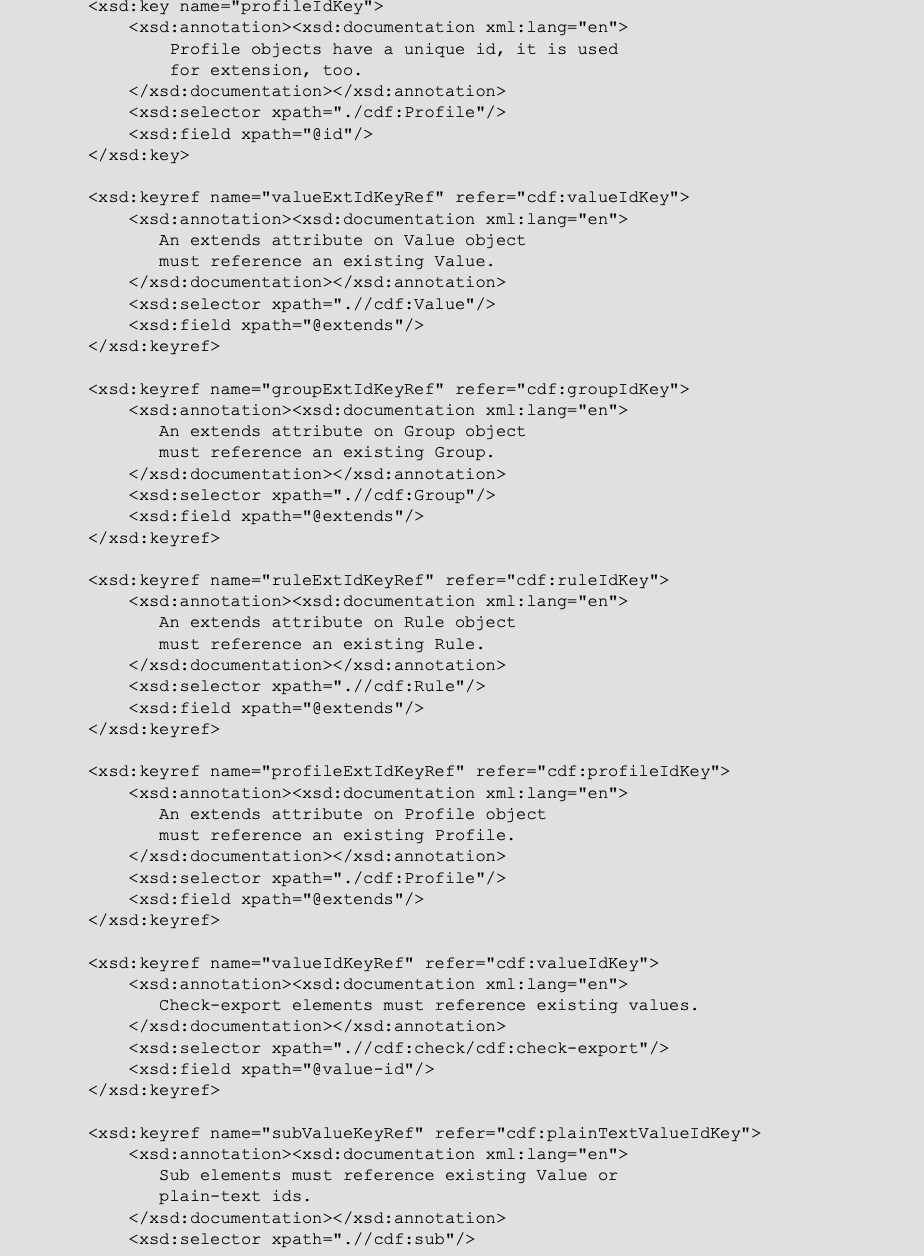 <xsd:key name="profileIdKey">
<xsd:annotation><xsd:documentation xml:lang="en">
Profile objects have a unique id, it is used
for extension, too.
</xsd:documentation></xsd:annotation>
<xsd:selector xpath="./cdf:Profile"/>
<xsd:field xpath="@id"/>
</xsd:key>
<xsd:keyref name="valueExtIdKeyRef" refer="cdf:valueIdKey">
<xsd:annotation><xsd:documentation xml:lang="en">
An extends attribute on Value object
must reference an existing Value.
</xsd:documentation></xsd:annotation>
<xsd:selector xpath=".//cdf:Value"/>
<xsd:field xpath="@extends"/>
</xsd:keyref>
<xsd:keyref name="groupExtIdKeyRef" refer="cdf:groupIdKey">
<xsd:annotation><xsd:documentation xml:lang="en">
An extends attribute on Group object
must reference an existing Group.
</xsd:documentation></xsd:annotation>
<xsd:selector xpath=".//cdf:Group"/>
<xsd:field xpath="@extends"/>
</xsd:keyref>
<xsd:keyref name="ruleExtIdKeyRef" refer="cdf:ruleIdKey">
<xsd:annotation><xsd:documentation xml:lang="en">
An extends attribute on Rule object
must reference an existing Rule.
</xsd:documentation></xsd:annotation>
<xsd:selector xpath=".//cdf:Rule"/>
<xsd:field xpath="@extends"/>
</xsd:keyref>
<xsd:keyref name="profileExtIdKeyRef" refer="cdf:profileIdKey">
<xsd:annotation><xsd:documentation xml:lang="en">
An extends attribute on Profile object
must reference an existing Profile.
</xsd:documentation></xsd:annotation>
<xsd:selector xpath="./cdf:Profile"/>
<xsd:field xpath="@extends"/>
</xsd:keyref>
<xsd:keyref name="valueIdKeyRef" refer="cdf:valueIdKey">
<xsd:annotation><xsd:documentation xml:lang="en">
Check-export elements must reference existing values.
</xsd:documentation></xsd:annotation>
<xsd:selector xpath=".//cdf:check/cdf:check-export"/>
<xsd:field xpath="@value-id"/>
</xsd:keyref>
<xsd:keyref name="subValueKeyRef" refer="cdf:plainTextValueIdKey">
<xsd:annotation><xsd:documentation xml:lang="en">
Sub elements must reference existing Value or
plain-text ids.
</xsd:documentation></xsd:annotation>
<xsd:selector xpath=".//cdf:sub"/>